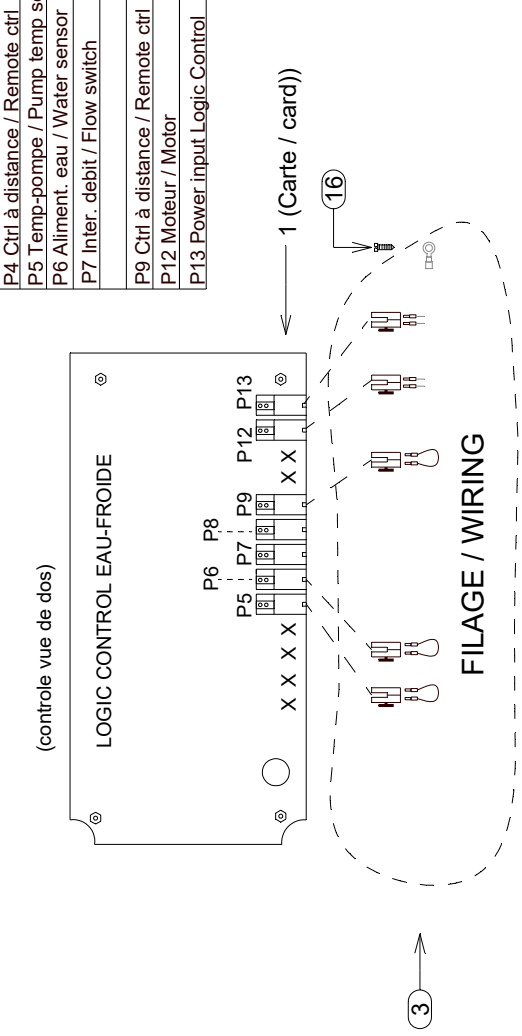 P4 Ctrl à distance / Remote ctrl
P5 Temp-pompe / Pump temp
P6 Aliment. eau / Water sensor
P7 Inter. debit / Flow switch
P9 Ctrl à distance / Remote ctrl
P12 Moteur / Motor
P13 Power input Logic Control
(controle vue de dos)
LOGIC CONTROL EAU-FROIDE
1 (Carte / card))
16
X X X X P5 P6 P7 P8 P9 X X P12 P13
FILAGE / WIRING
3